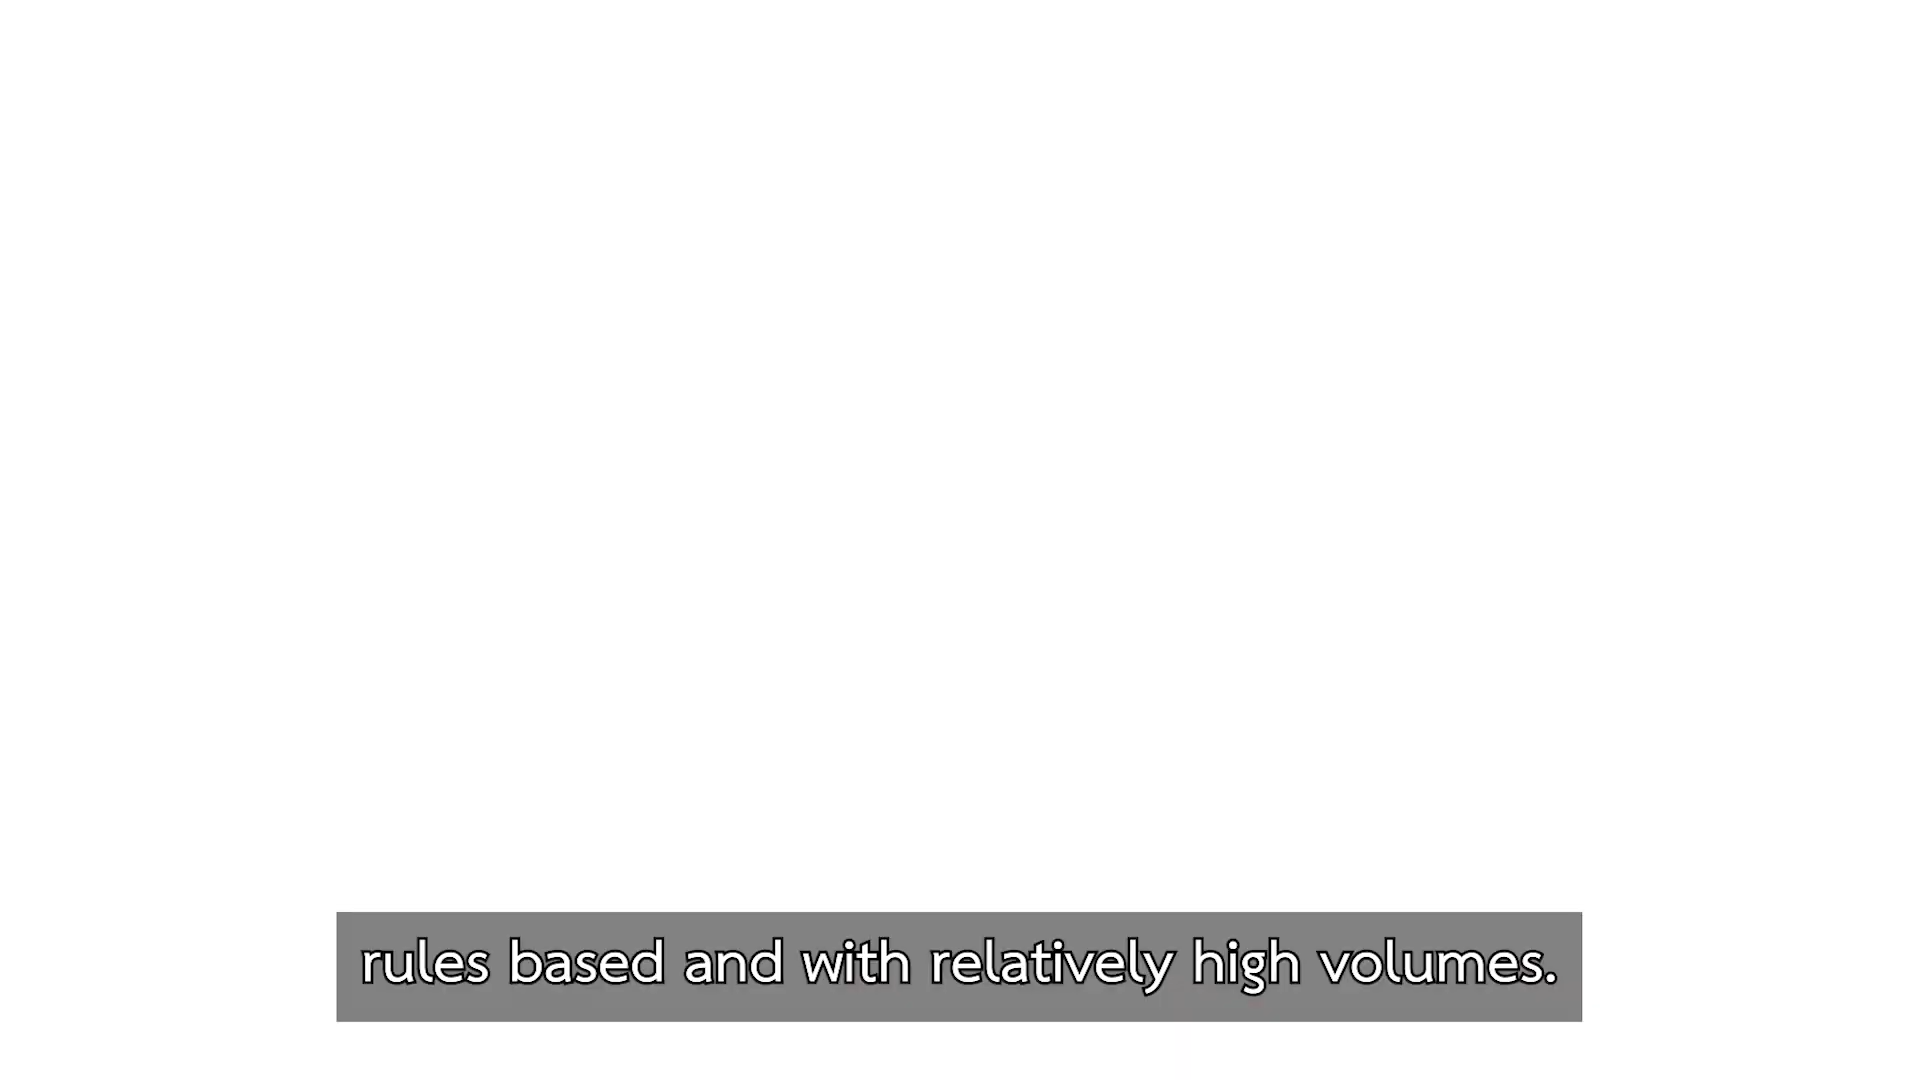 rules based and with relatively high volumes.